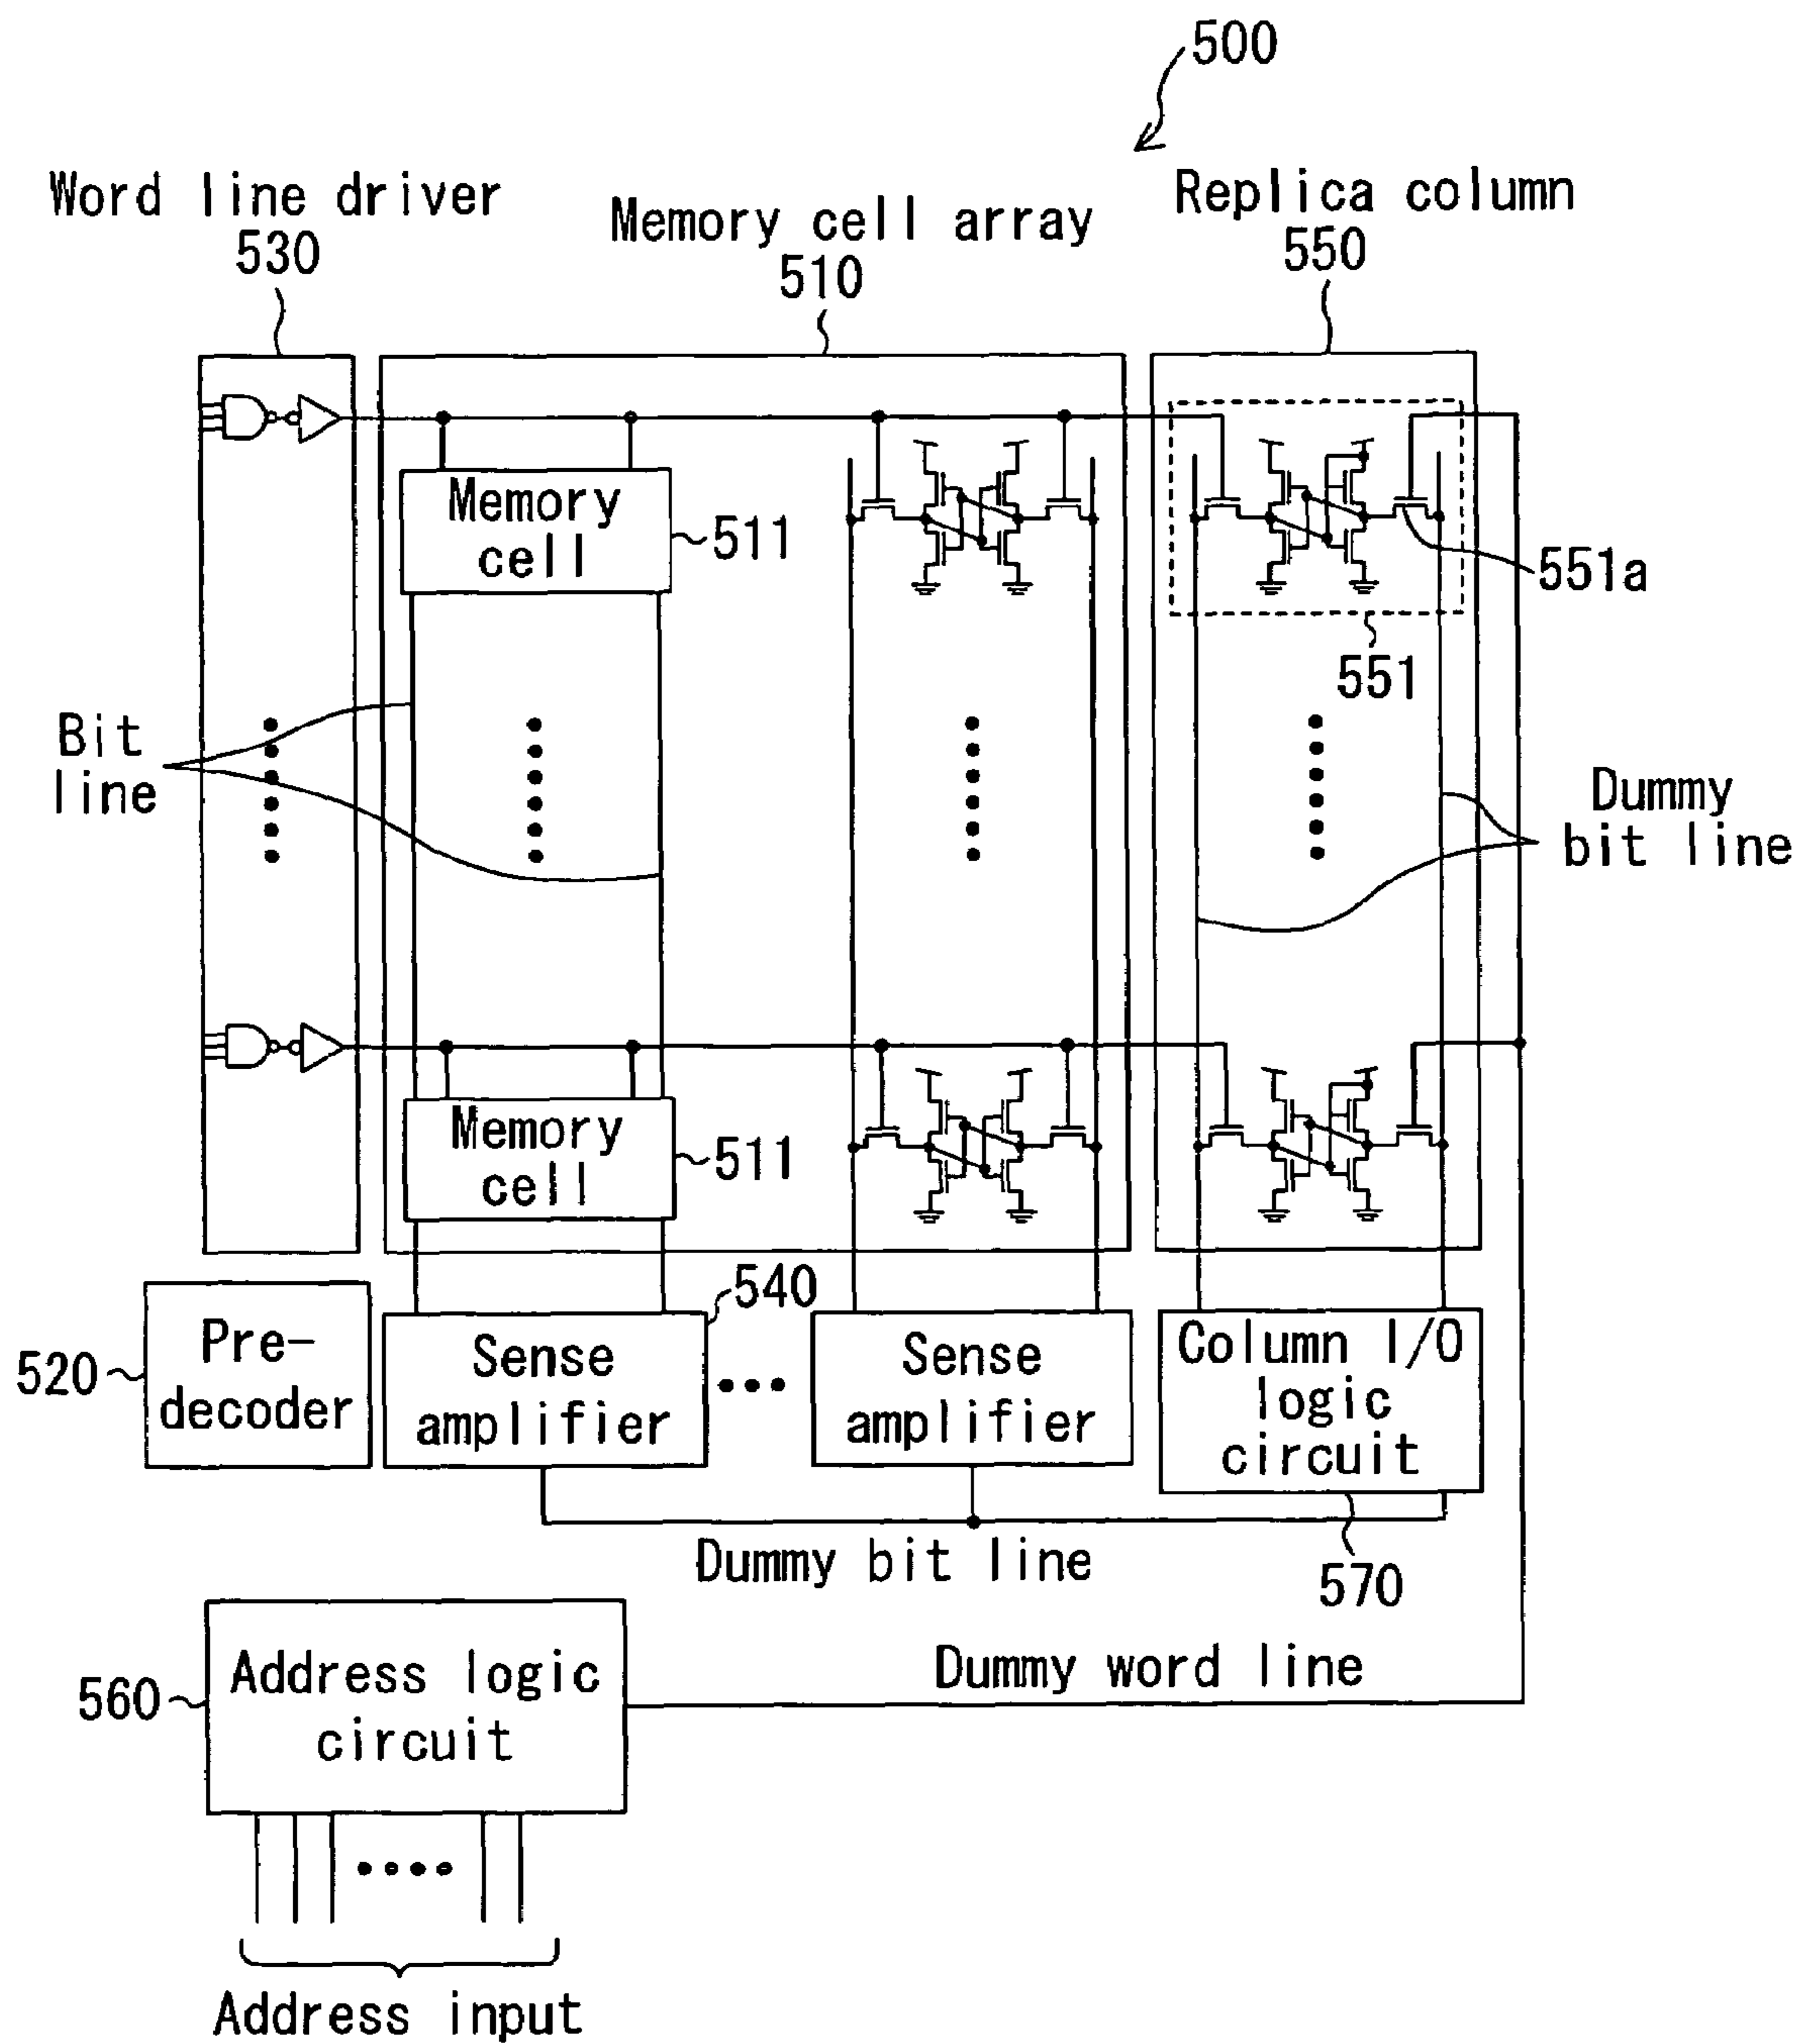 500
Word line driver
530
Memory cell array
510
Replica column
550
Memory
cell
511
551a
551
Bit
line
Dummy
bit line
Memory
cell
511
540
520
Pre-
decoder
Sense
amplifier
Sense
amplifier
Column I/O
logic
circuit
Dummy bit line
570
560
Address logic
circuit
Dummy word line
Address input